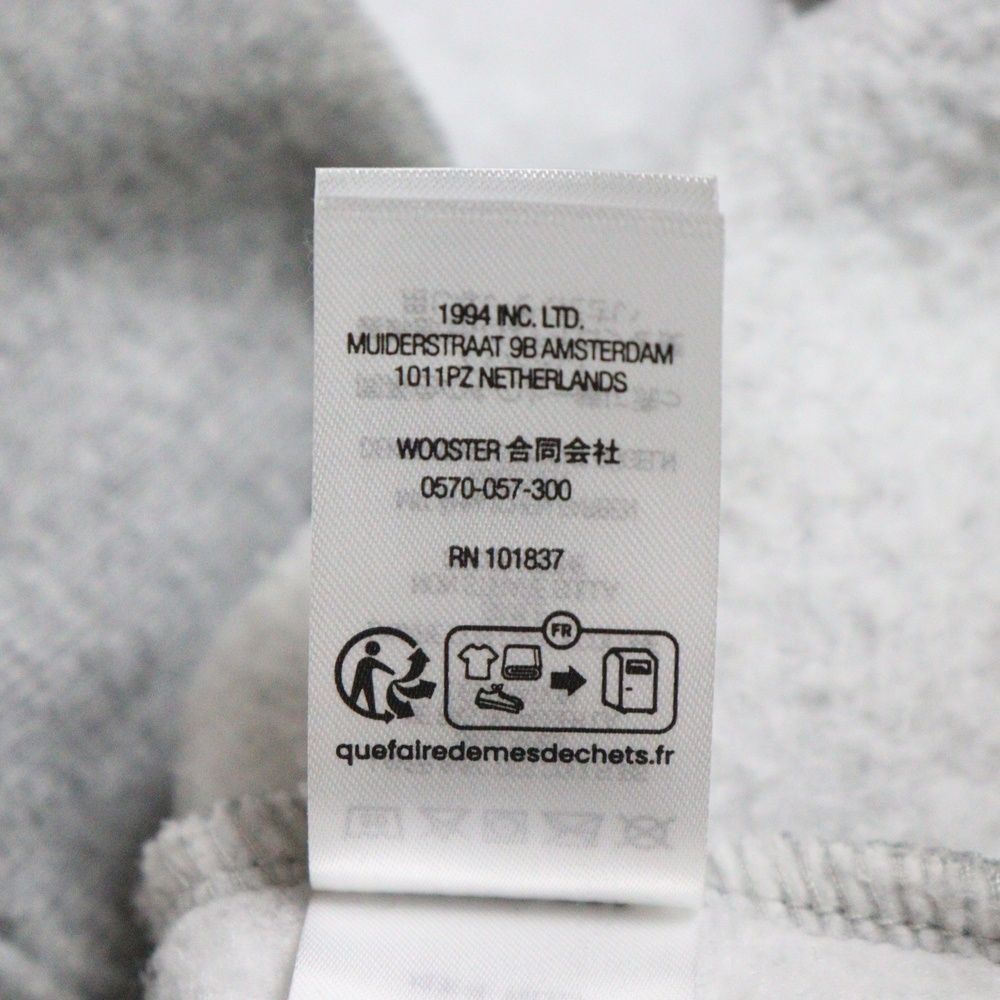 1994 INC. LTD.
MUIDERSTRAAT 9B AMSTERDAM
1011PZ NETHERLANDS
WOOSTER 合同会社
0570-057-300
RN 101837
FR
quefairedemesdechets.fr